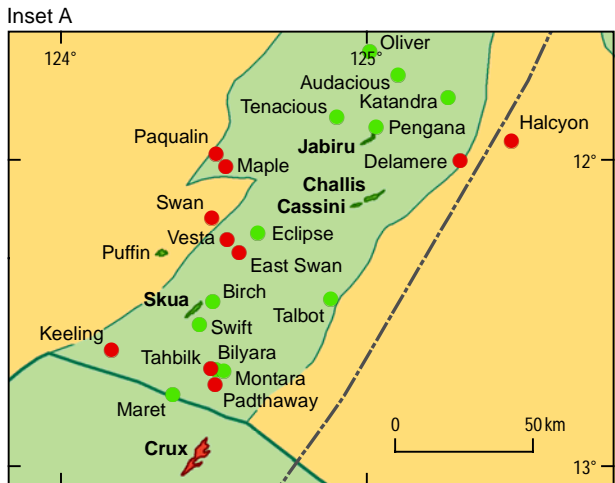 Inset A
124°
125°
Oliver
Audacious
Katandra
Tenacious
Pengana
Halcyon
Jabiru
Paqualin
Delamere
12°
Maple
Challis
Cassini
Swan
Vesta
Eclipse
Puffin
East Swan
Birch
Skua
Talbot
Swift
Keeling
Tahbilk
Bilyara
Montara
Maret
Padthaway
0 50 km
Crux
13°